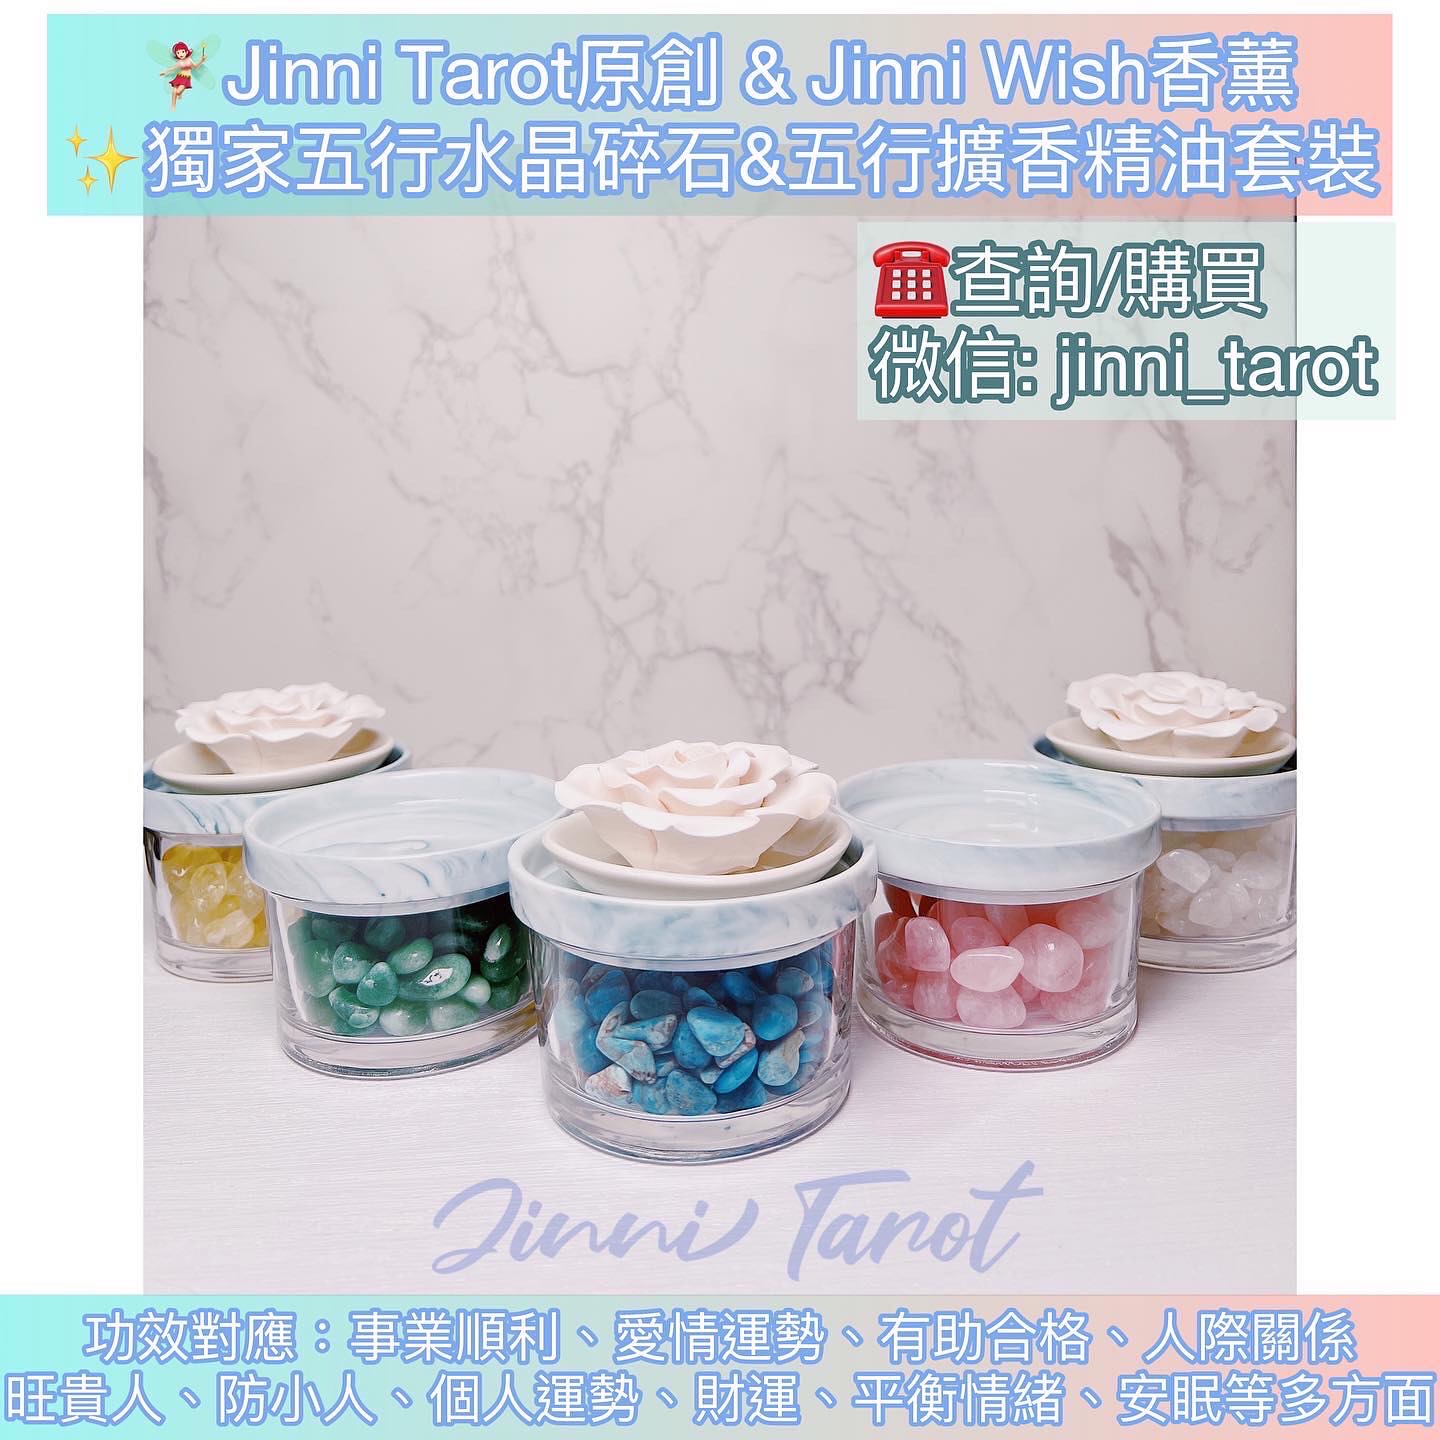 🧚Jinni Tarot原創 & Jinni Wish香薰
✨獨家五行水晶碎石&五行擴香精油套裝
☎️查詢/購買
微信: jinni_tarot
Jinni Tarot
功效對應：事業順利、愛情運勢、有助合格、人際關係
旺貴人、防小人、個人運勢、財運、平衡情緒、安眠等多方面